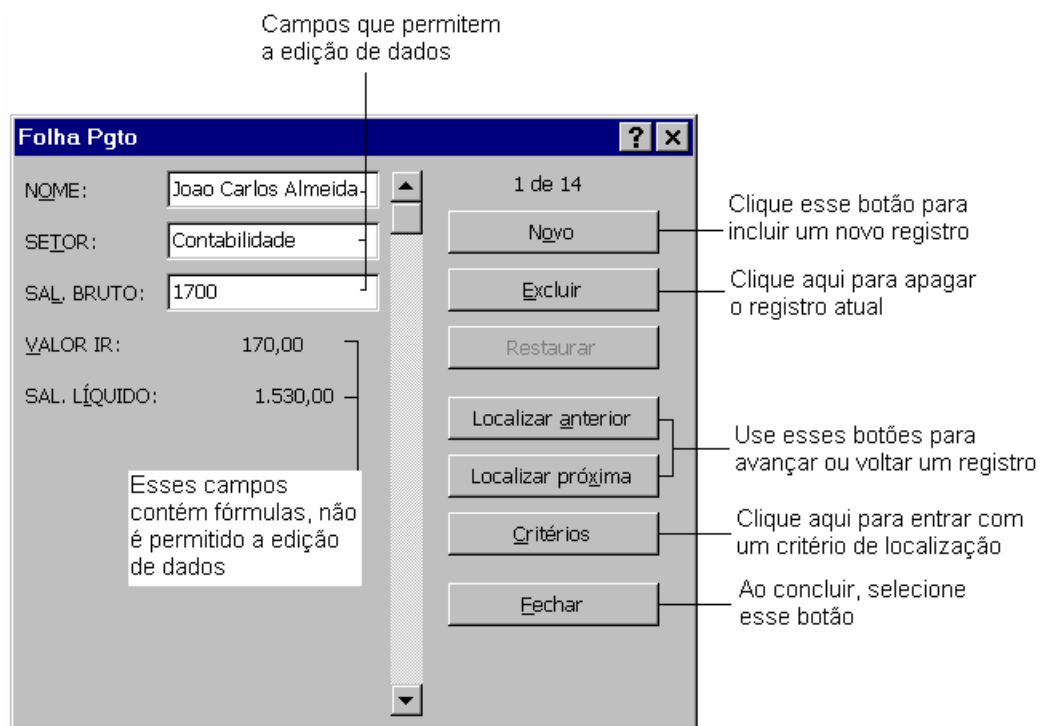 Campos que permitem
a edição de dados
Folha Pgto
?
×
NOME:
Joao Carlos Almeida
1 de 14
SETOR:
Contabilidade
Novo
Clique esse botão para
incluir um novo registro
SAL. BRUTO:
1700
Excluir
Clique aqui para apagar
o registro atual
VALOR IR:
170,00
Restaurar
SAL. LÍQUIDO:
1.530,00
Localizar anterior
Localizar próxima
Use esses botões para
avançar ou voltar um registro
Esses campos
contém fórmulas, não
é permitido a edição
de dados
Critérios
Clique aqui para entrar com
um critério de localização
Fechar
Ao concluir, selecione
esse botão